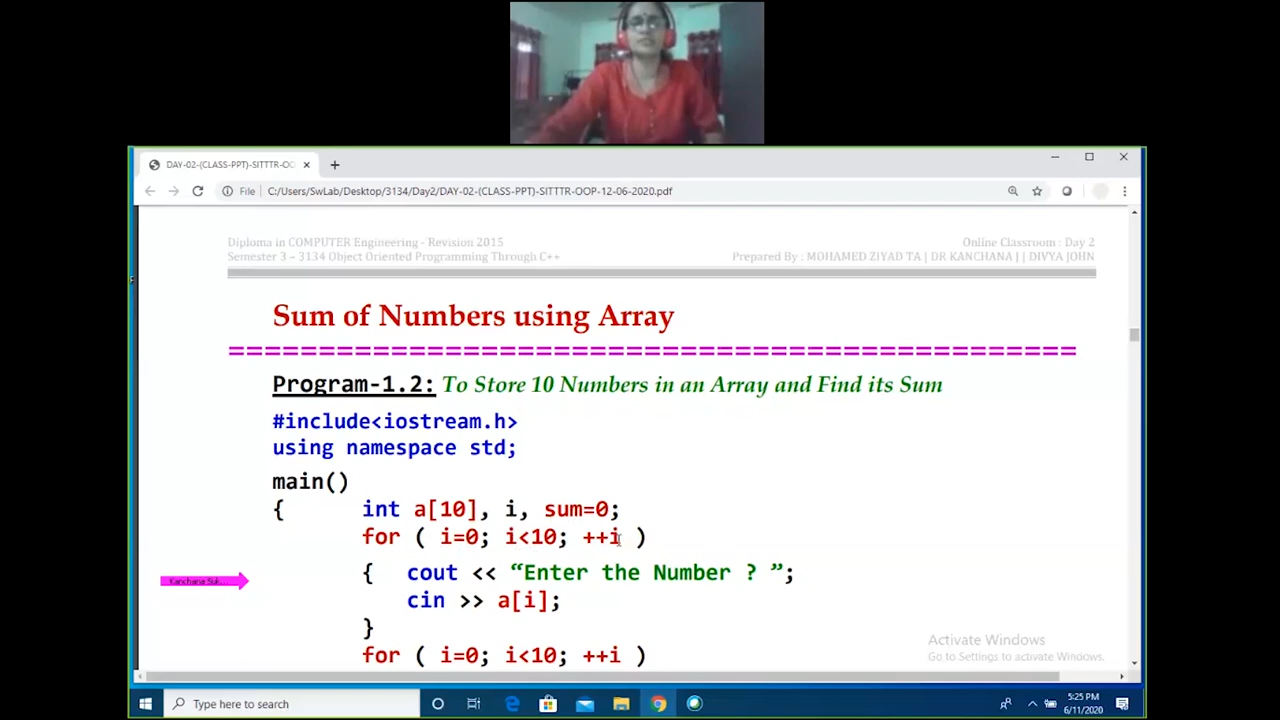 DAY-02-(CLASS-PPT)-SITTTR-OO
File C:/Users/SwLab/Desktop/3134/Day2/DAY-02-(CLASS-PPT)-SITTTR-OOP-12-06-2020.pdf
Diploma in COMPUTER Engineering - Revision 2015
Online Classroom : Day 2
Semester 3 – 3134 Object Oriented Programming Through C++
Prepared By : MOHAMED ZIYAD TA | DR KANCHANA J | DIVYA JOHN
Sum of Numbers using Array
===============================================
Program-1.2: To Store 10 Numbers in an Array and Find its Sum
#include<iostream.h>
using namespace std;
main()
{ int a[10], i, sum=0;
for ( i=0; i<10; ++i )
Kanchana Suk...
{ cout << “Enter the Number ? ”;
cin >> a[i];
}
for ( i=0; i<10; ++i )
Activate Windows
Go to Settings to activate Windows.
Type here to search
5:25 PM
6/11/2020